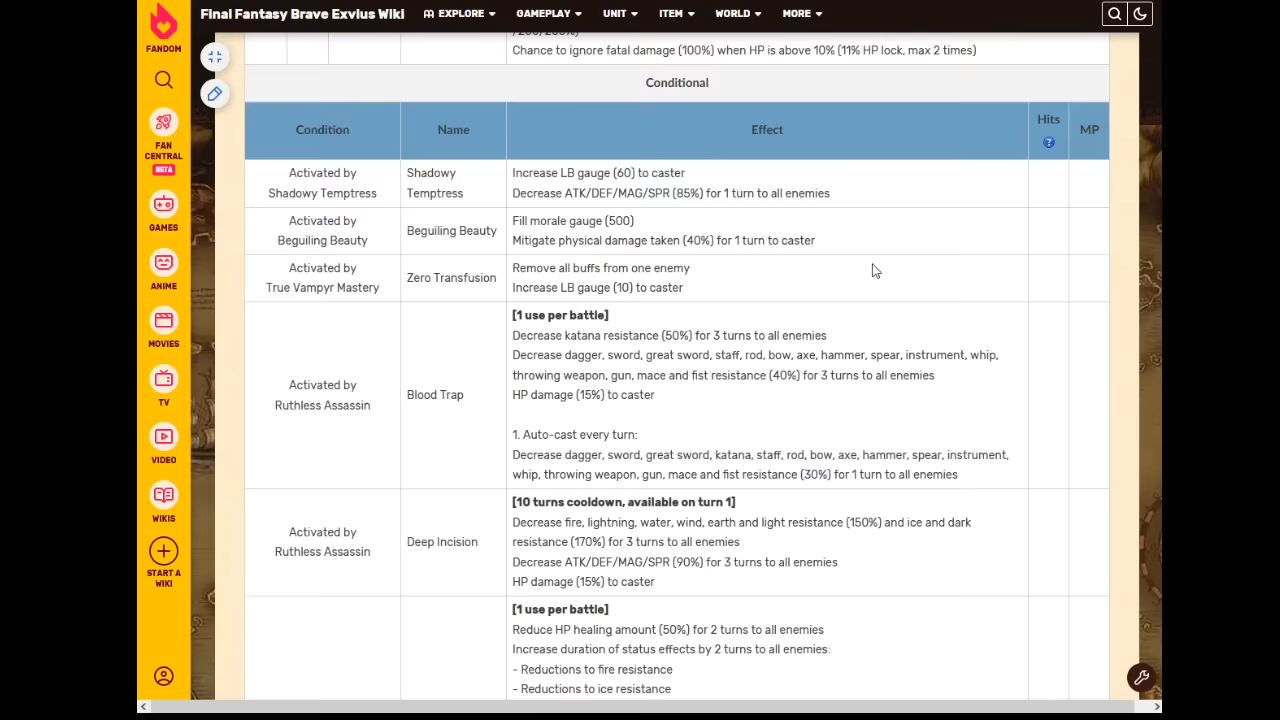 Final Fantasy Brave Exvius Wiki
EXPLORE
GAMEPLAY
UNIT
ITEM
WORLD
MORE
FANDOM
FAN
CENTRAL
BETA
GAMES
ANIME
MOVIES
TV
VIDEO
WIKIS
START A
WIKI
Chance to ignore fatal damage (100%) when HP is above 10% (11% HP lock, max 2 times)
Conditional
Condition
Name
Effect
Hits
?
MP
Activated by
Shadowy Temptress
Shadowy
Temptress
Increase LB gauge (60) to caster
Decrease ATK/DEF/MAG/SPR (85%) for 1 turn to all enemies
Activated by
Beguiling Beauty
Beguiling Beauty
Fill morale gauge (500)
Mitigate physical damage taken (40%) for 1 turn to caster
Activated by
True Vampyr Mastery
Zero Transfusion
Remove all buffs from one enemy
Increase LB gauge (10) to caster
Activated by
Ruthless Assassin
Blood Trap
[1 use per battle]
Decrease katana resistance (50%) for 3 turns to all enemies
Decrease dagger, sword, great sword, staff, rod, bow, axe, hammer, spear, instrument, whip,
throwing weapon, gun, mace and fist resistance (40%) for 3 turns to all enemies
HP damage (15%) to caster
1. Auto-cast every turn:
Decrease dagger, sword, great sword, katana, staff, rod, bow, axe, hammer, spear, instrument,
whip, throwing weapon, gun, mace and fist resistance (30%) for 1 turn to all enemies
Activated by
Ruthless Assassin
Deep Incision
[10 turns cooldown, available on turn 1]
Decrease fire, lightning, water, wind, earth and light resistance (150%) and ice and dark
resistance (170%) for 3 turns to all enemies
Decrease ATK/DEF/MAG/SPR (90%) for 3 turns to all enemies
HP damage (15%) to caster
[1 use per battle]
Reduce HP healing amount (50%) for 2 turns to all enemies
Increase duration of status effects by 2 turns to all enemies:
- Reductions to fire resistance
- Reductions to ice resistance